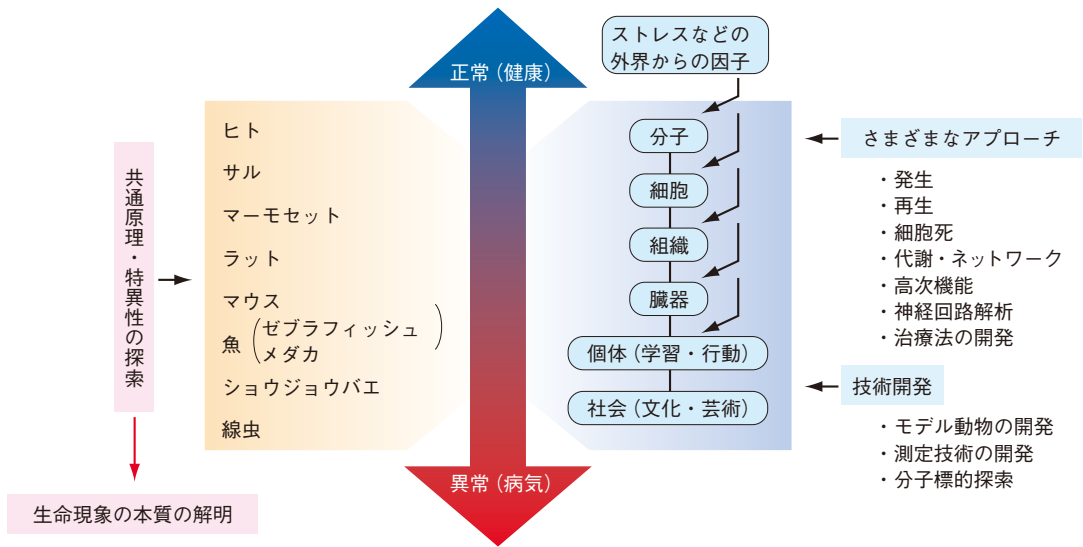 正常(健康)
ストレスなどの
外界からの因子
共通原理・特異性の探索
生命現象の本質の解明
ヒト
サル
マーモセット
ラット
マウス
魚(ゼブラフィッシュ
メダカ)
ショウジョウバエ
線虫
分子
細胞
組織
臓器
個体(学習・行動)
社会(文化・芸術)
さまざまなアプローチ
・発生
・再生
・細胞死
・代謝・ネットワーク
・高次機能
・神経回路解析
・治療法の開発
技術開発
・モデル動物の開発
・測定技術の開発
・分子標的探索
異常(病気)